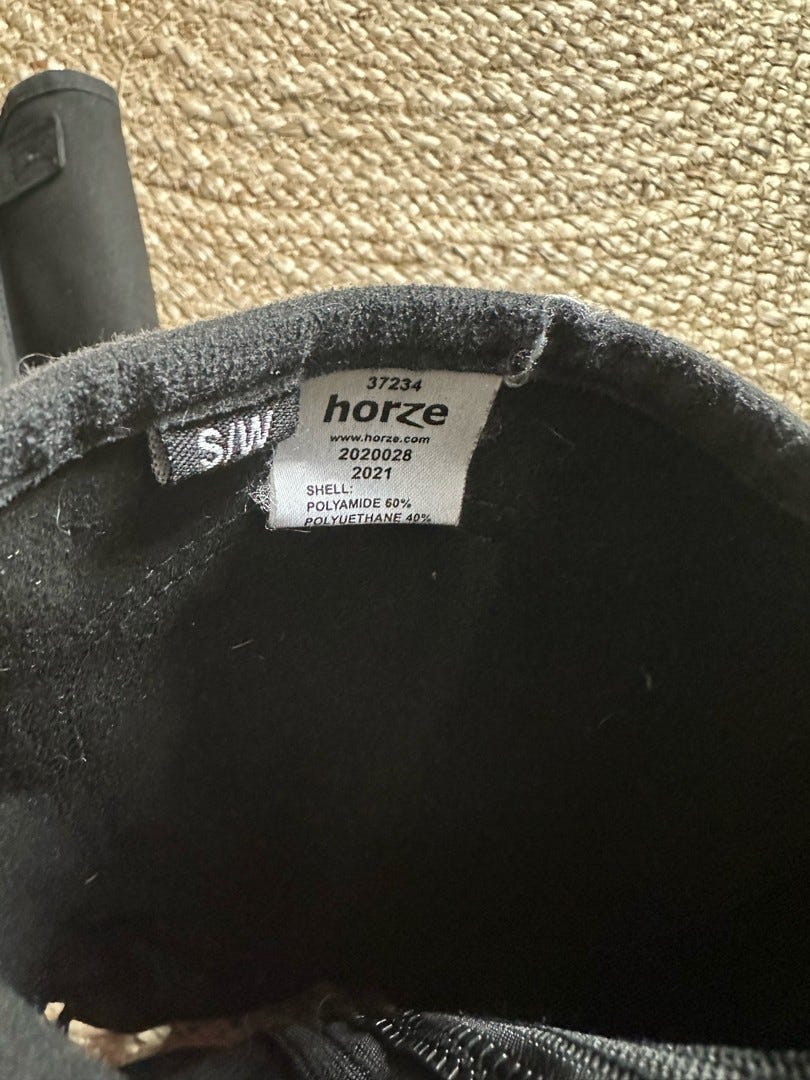 S/W
37234
horze
www.horze.com
2020028
2021
SHELL:
POLYAMIDE 60%
POLYUETHANE 40%